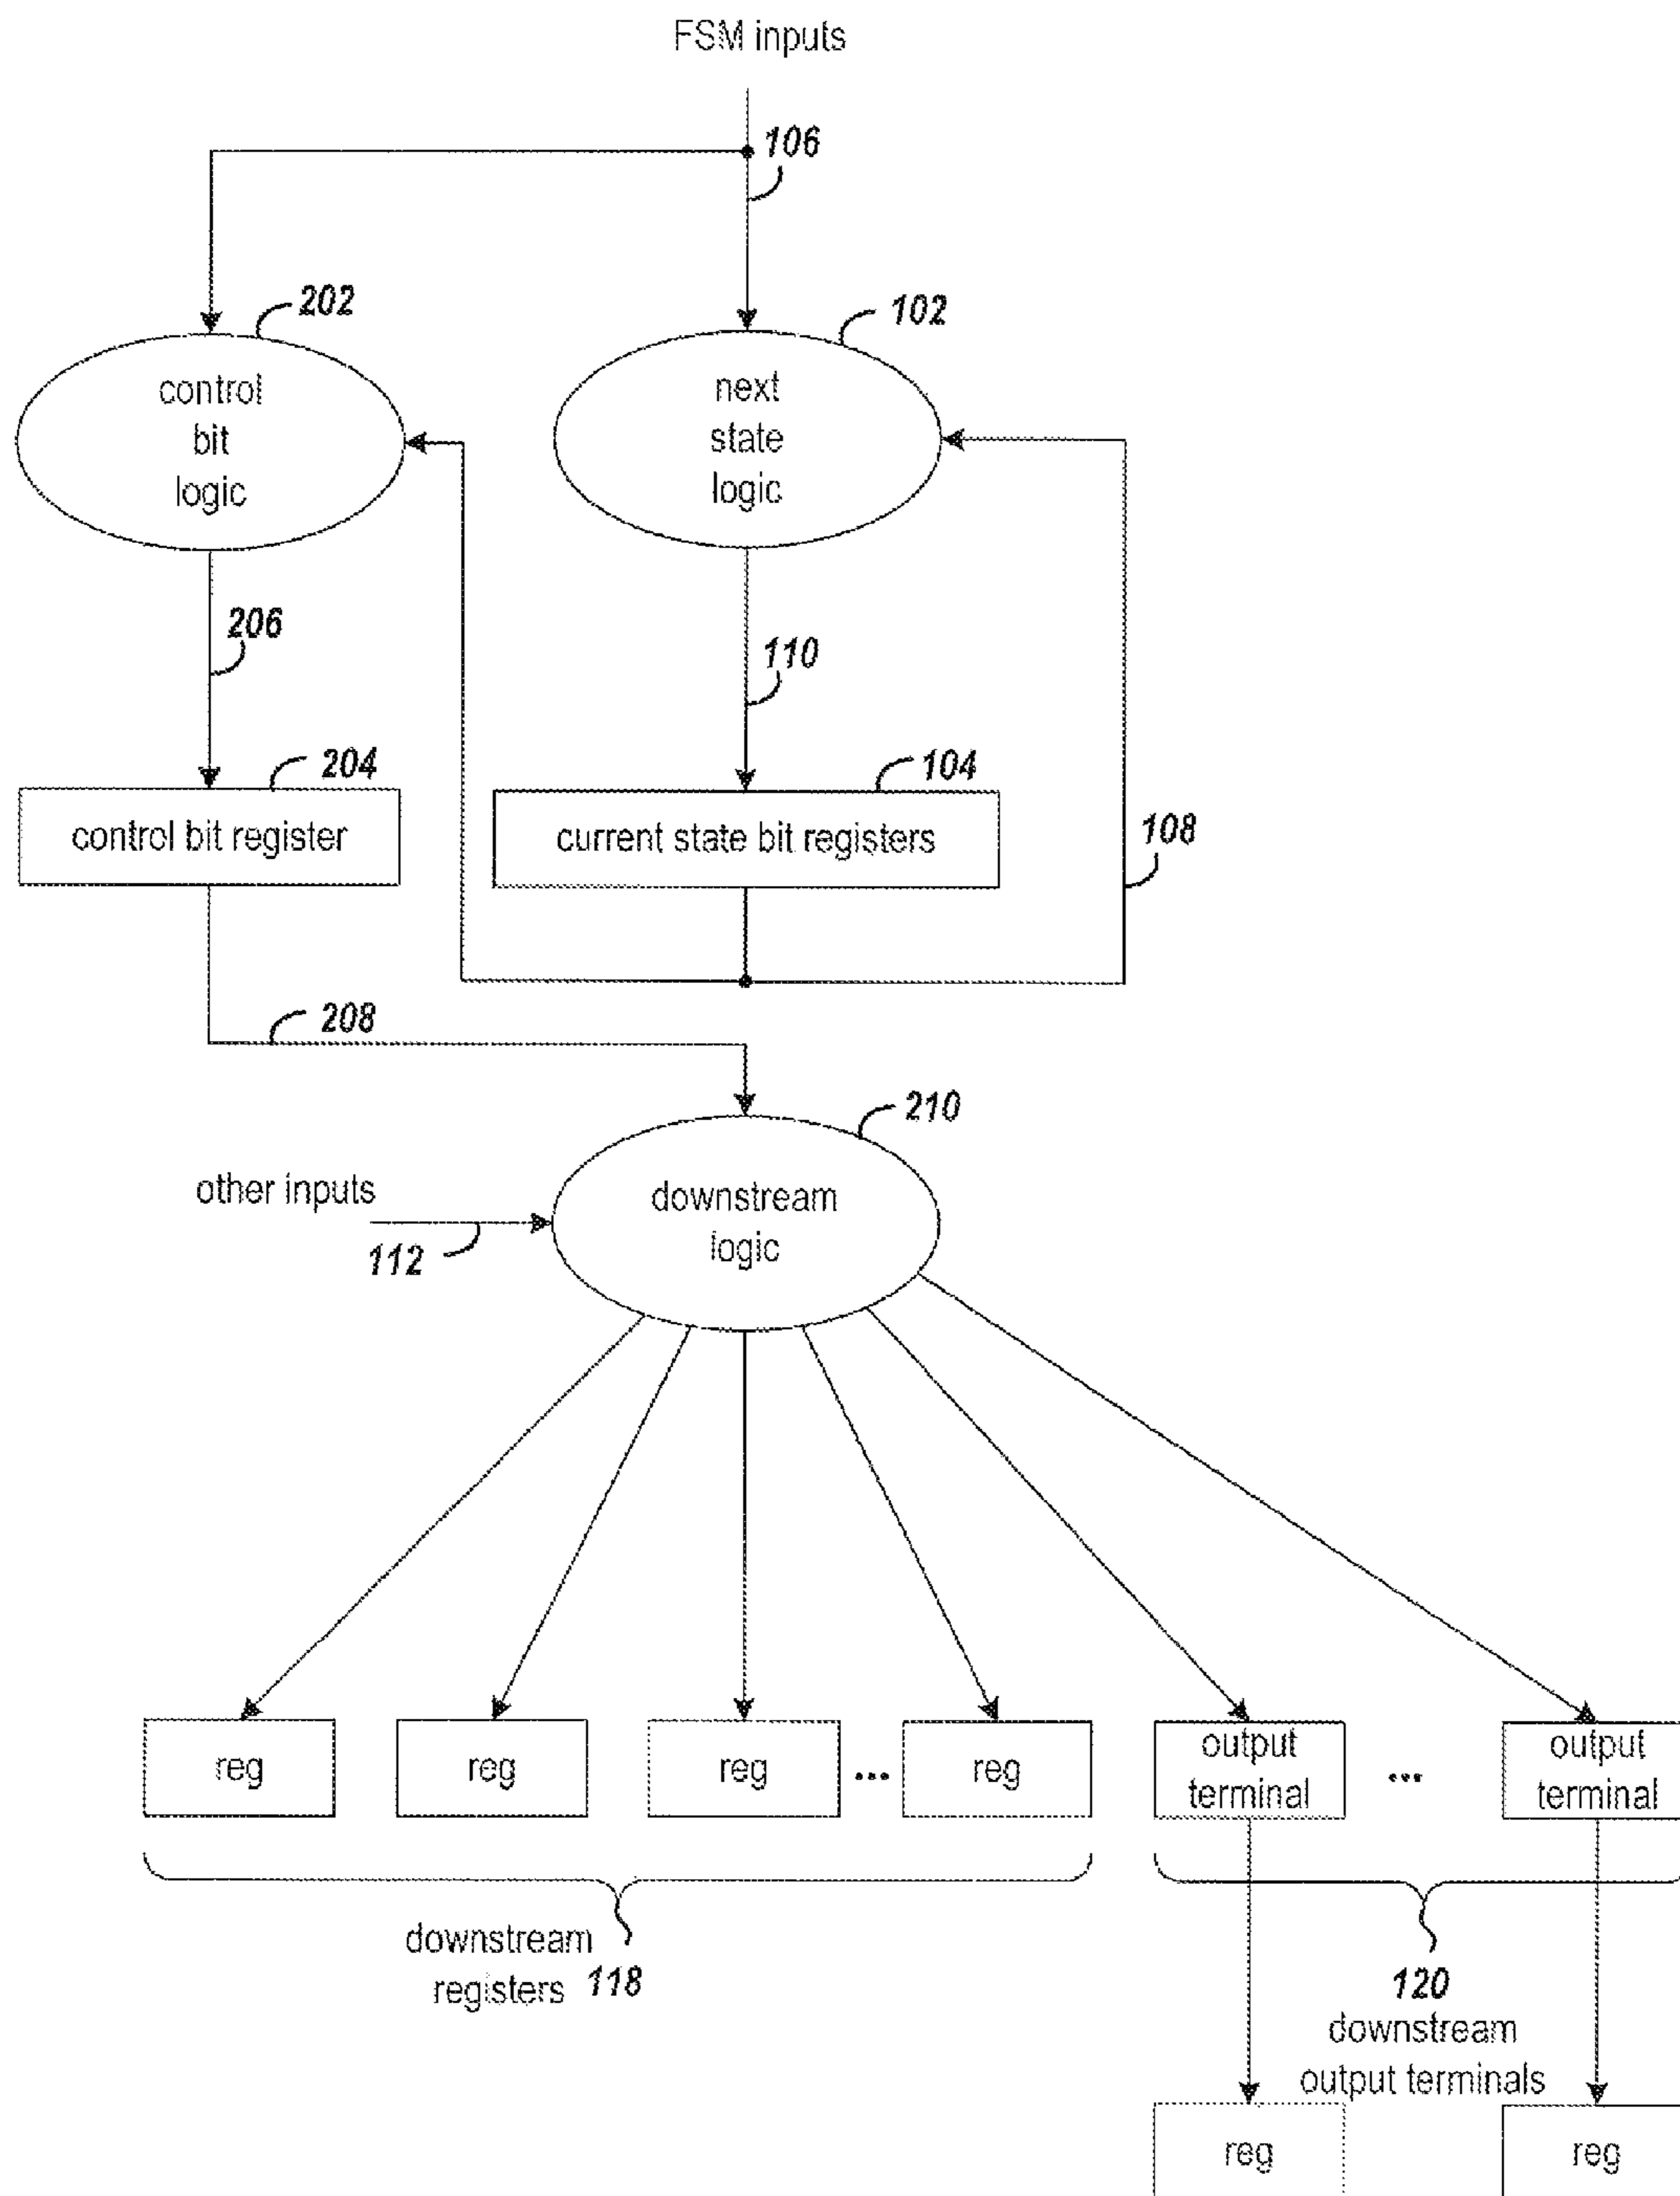 FSM inputs
106
202
102
control
bit
logic
next
state
logic
206
110
204
104
control bit register
current state bit registers
108
208
210
other inputs
112
downstream
logic
reg
reg
reg
...
reg
output
terminal
...
output
terminal
downstream
registers 118
120
downstream
output terminals
reg
reg